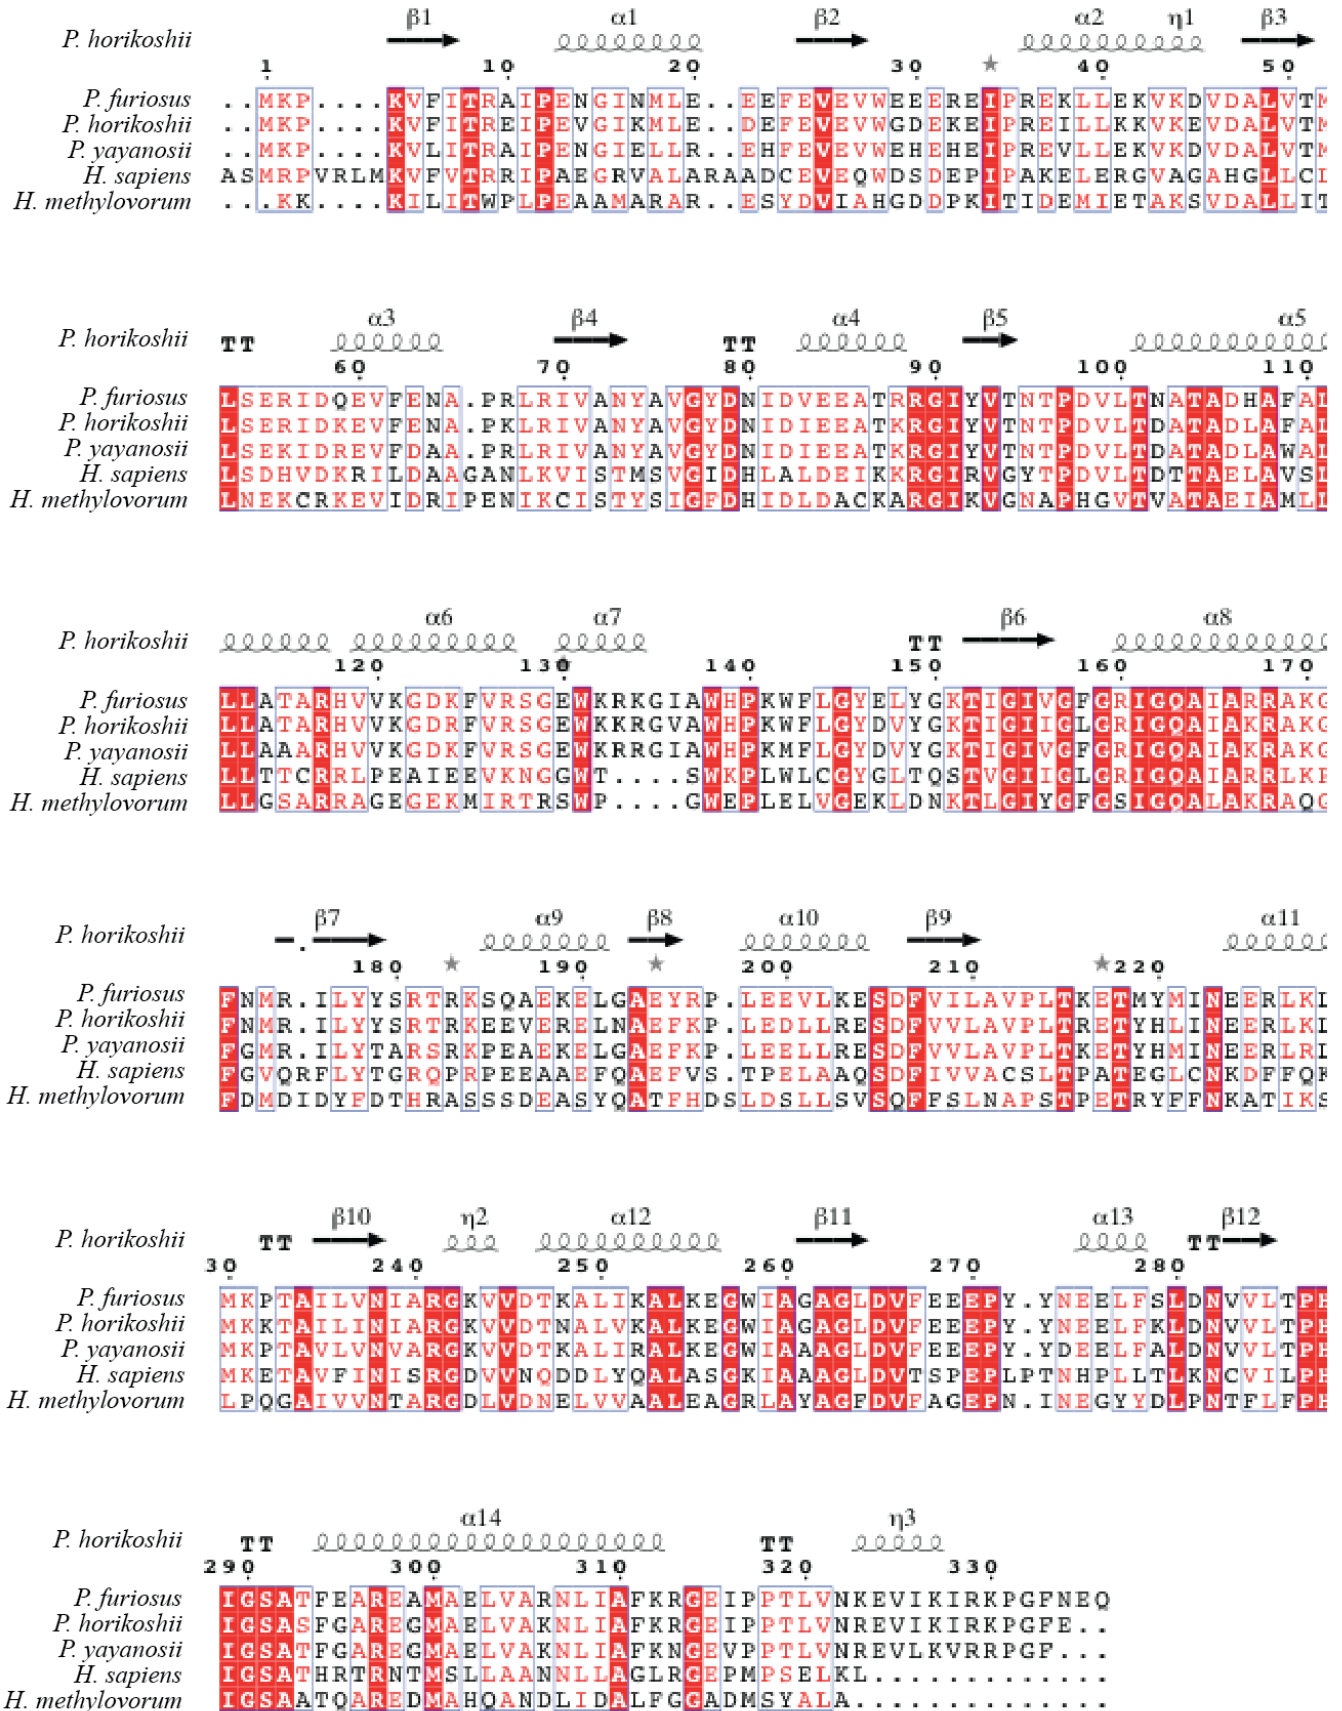 β1 α1 β2 α2 η1 β3
P. horikoshii
1 10 20 30 ★ 40 50
P. furiosus ..MKP....KVFITRAIPENGINMLE..EEFEVEVWEEEREIPREKLLEKVKDVDALVTM
P. horikoshii ..MKP....KVFITREIPEVGIKMLE..DEFEVEVWGDEKEIPREILLKKVKEVDALVTM
P. yayanosii ..MKP....KVLITRAIPENGIELLR..EHFEVEVWEHEHEIPREVLLEKVKDVDALVTM
H. sapiens ASMRPVRLMKVFVTRRIPAEGRVALARAADCEVEQWDSDEPIPAKELERGVAGAHGLLCL
H. methylovorum ...KK....KILITWPLPEAAMARAR..ESYDVIAHGDDPKITIDEMIETAKSVDALLIT
α3 β4 α4 β5 α5
P. horikoshii TT TT
60 70 80 90 100 110
P. furiosus LSERIDQEVFENA.PRLRIVANYAVGYDNIDVEEATRRGIYVTNTPDVLTNATADHAFAL
P. horikoshii LSERIDKEVFENA.PKLRIVANYAVGYDNIDIEEATKRGIYVTNTPDVLTDATADLAFAL
P. yayanosii LSEKIDREVFDAA.PRLRIVANYAVGYDNIDIEEATKRGIYVTNTPDVLTDATADLAWAL
H. sapiens LSDHVDKRILDAAGANLKVISTMSVGIDHLALDEIKKRGIRVGYTPDVLTDTTAELAVSL
H. methylovorum LNEKCRKEVIDRIPENIKCISTYSIGFDHIDLDACKARGIKVGNAPHGVTVATAEIAMLL
α6 α7 β6 α8
P. horikoshii TT
120 130 140 150 160 170
P. furiosus LLATARHVVKGDKFVRSGEWKRKGIAWHPKWFLGYELYGKTIGIVGFGRIGQAIARRAKG
P. horikoshii LLATARHVVKGDRFVRSGEWKKRGVAWHPKWFLGYDVYGKTIGIIGLGRIGQAIAKRAKG
P. yayanosii LLAAARHVVKGDKFVRSGEWKRRGIAWHPKMFLGYDVYGKTIGIVGFGRIGQAIAKRAKG
H. sapiens LLTTCRRLPEAIEEVKNGGWT....SWKPLWLCGYGLTQSTVGIIGLGRIGQAIARRLKP
H. methylovorum LLGSARRAGEGEKMIRTRSWP....GWEPLELVGEKLDNKTLGIYGFGSIGQALAKRAQG
β7 α9 β8 α10 β9 α11
P. horikoshii .
180 ★ 190 ★ 200 210 ★ 220
P. furiosus FNMR.ILYYSRTRKSQAEKELGAEYRP.LEEVLKESDFVILAVPLTKETMYMINEERLKL
P. horikoshii FNMR.ILYYSRTRKEEVERELNAEFKP.LEDLLRESDFVVLAVPLTRETYHLINEERLKL
P. yayanosii FGMR.ILYTARSRKPEAEKELGAEFKP.LEELLRESDFVVLAVPLTKETYHMINEERLRL
H. sapiens FGVQRFLYTGRQPRPEEAAEFQAEFVS.TPELAAQSDFIVVACSLTPATEGLCNKDFFQK
H. methylovorum FDMDIDYFDTHRASSSDEASYQATFHDSLDSLLSVSQFFSLNAPSTPETRYFFNKATIKS
β10 η2 α12 β11 α13 β12
P. horikoshii TT TT
30 240 250 260 270 280
P. furiosus MKPTAILVNIARGKVVDTKALIKALKEGWIAGAGLDVFEEEPY.YNEELFSLDNVVLTPH
P. horikoshii MKKTAILINIARGKVVDTNALVKALKEGWIAGAGLDVFEEEPY.YNEELFKLDNVVLTPH
P. yayanosii MKPTAVLVNVARGKVVDTKALIRALKEGWIAAAGLDVFEEEPY.YDEELFALDNVVLTPH
H. sapiens MKETAVFINISRGDVVNQDDLYQALASGKIAAAGLDVTSPEPLPTNHPLLTLKNCVILPH
H. methylovorum LPQGAIVVNTARGDLVDNELVVAALEAGRLAYAGFDVFAGEPN.INEGYYDLPNTFLFPH
α14 η3
P. horikoshii TT TT
290 300 310 320 330
P. furiosus IGSATFEAREAMAELVARNLIAFKRGEIPPTLVNKEVIKIRKPGFNEQ
P. horikoshii IGSASFGAREGMAELVAKNLIAFKRGEIPPTLVNREVIKIRKPGFE..
P. yayanosii IGSATFGAREGMAELVAKNLIAFKNGEVPPTLVNREVLKVRRPGF...
H. sapiens IGSATHRTRNTMSLLAANNLLAGLRGEPMPSELKL.............
H. methylovorum IGSAATQAREDMAHQANDLIDALFGGADMSYALA..............